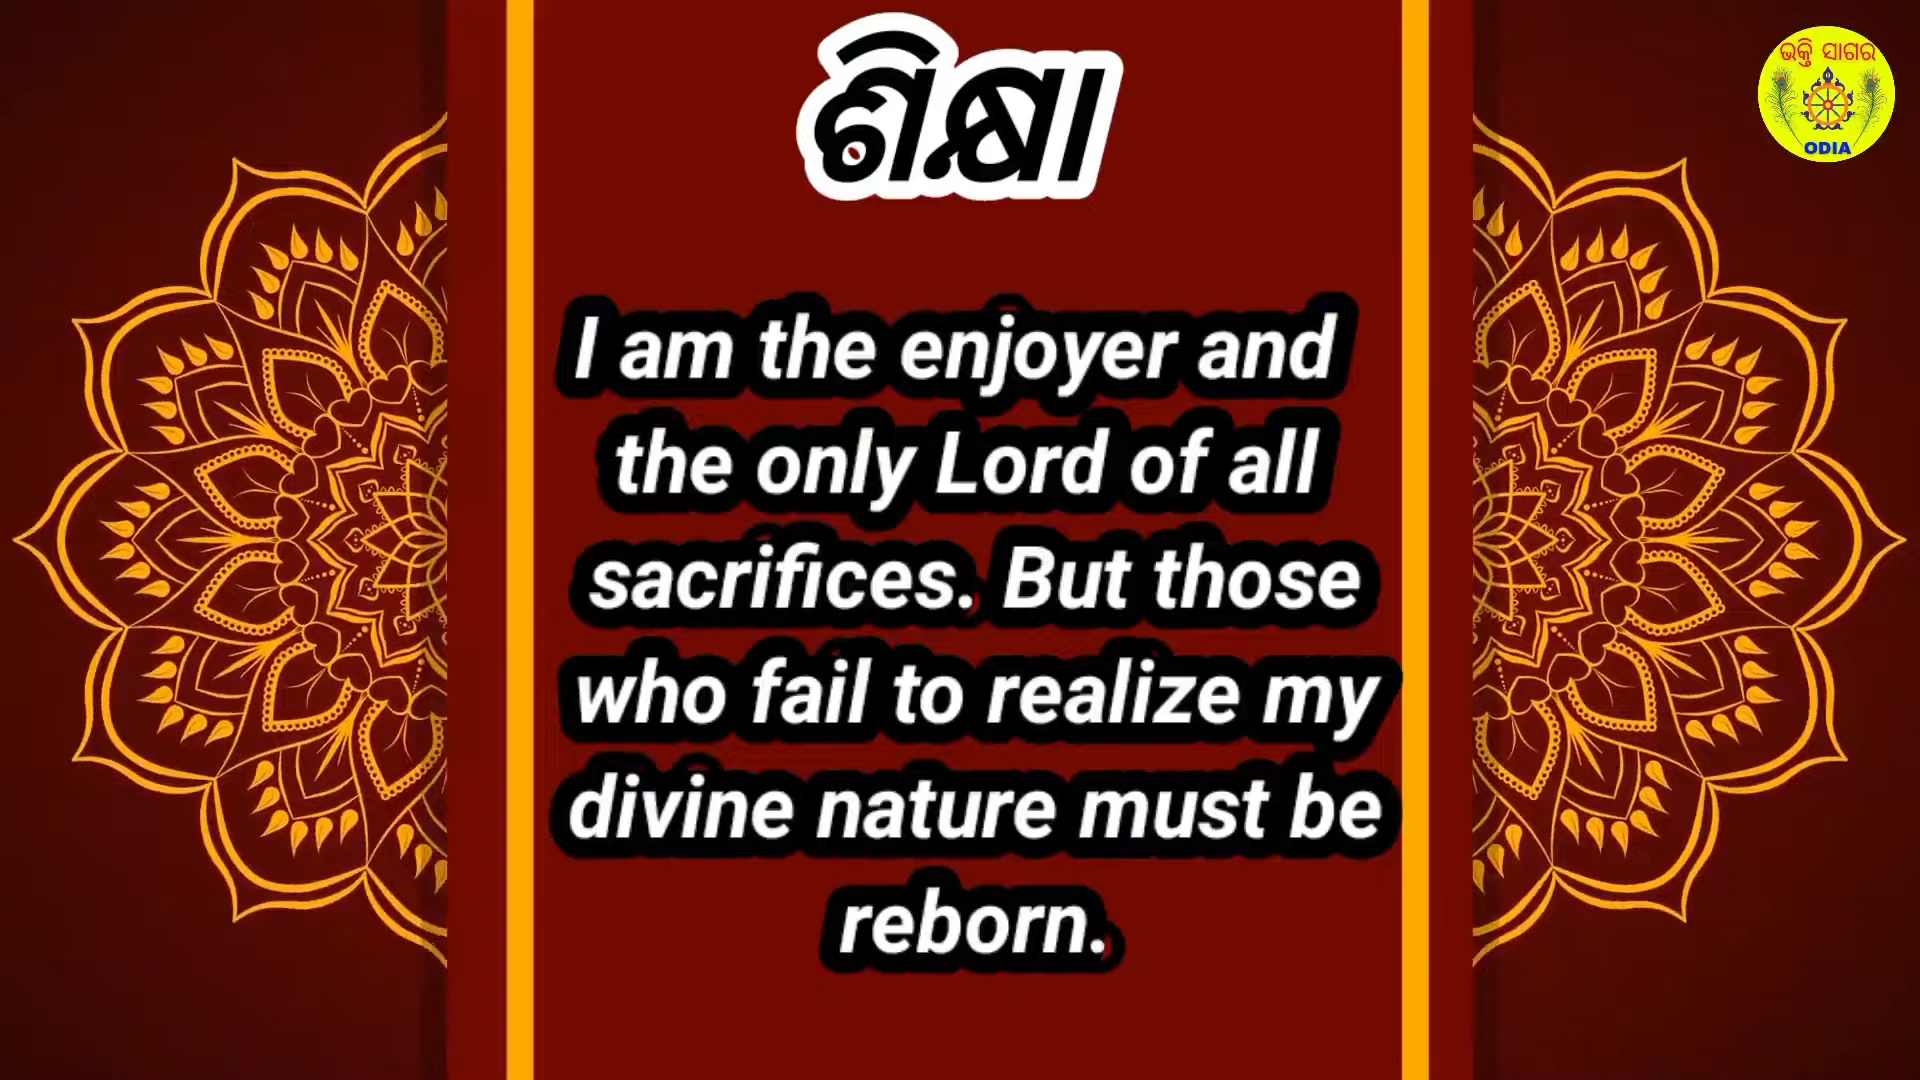 ଶିକ୍ଷା
I am the enjoyer and
the only Lord of all
sacrifices. But those
who fail to realize my
divine nature must be
reborn.
ଭକ୍ତି ସାଗର
ODIA